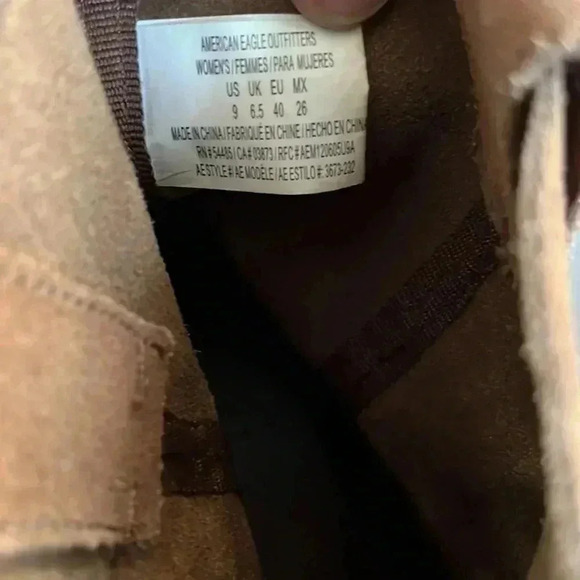 AMERICAN EAGLE OUTFITTERS
WOMEN'S/FEMMES/PARA MUJERES
US UK EU MX
9 6.5 40 26
MADE IN CHINA/FABRIQUÉ EN CHINE/HECHO EN CHINA
RN# 54485/CA# 03873/RFC# AEM120605U9A
AE STYLE#/AE MODÈLE/AE ESTILO#: 3673-232